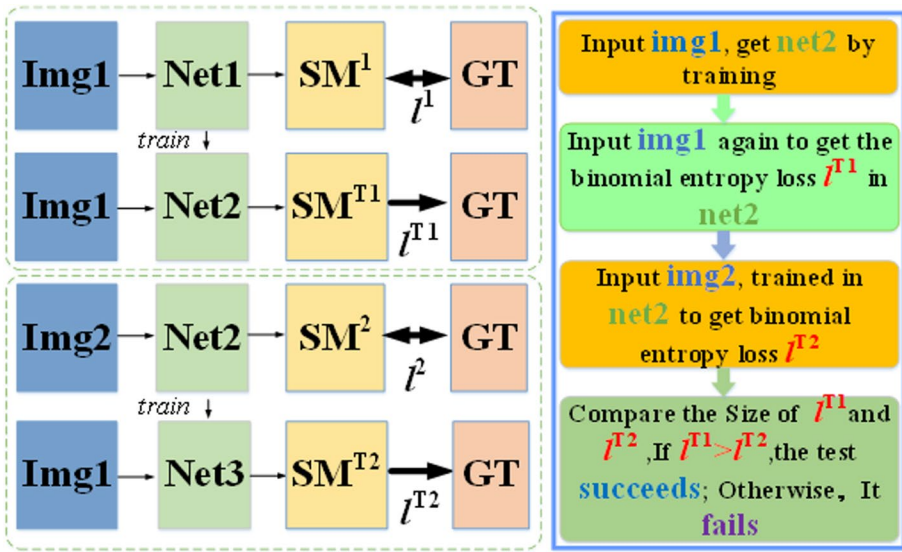 Img1 Net1 SM¹ GT
l¹
train
Img1 Net2 SMᵀ¹ GT
lᵀ¹
Img2 Net2 SM² GT
l²
train
Img1 Net3 SMᵀ² GT
lᵀ²
Input img1, get net2 by
training
Input img1 again to get the
binomial entropy loss lᵀ¹ in
net2
Input img2, trained in
net2 to get binomial
entropy loss lᵀ²
Compare the Size of lᵀ¹and
lᵀ² ,If lᵀ¹>lᵀ²,the test
succeeds; Otherwise, It
fails